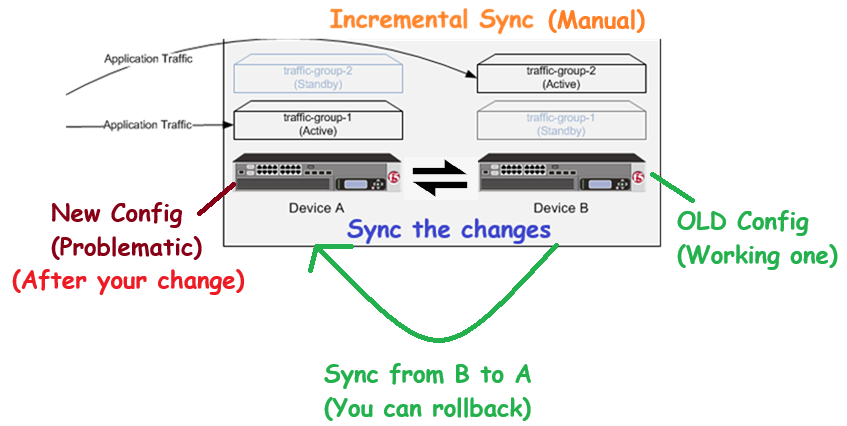 Incremental Sync (Manual)
Application Traffic
traffic-group-2
(Standby)
traffic-group-2
(Active)
Application Traffic
traffic-group-1
(Active)
traffic-group-1
(Standby)
f5
f5
Device A
Device B
New Config
(Problematic)
(After your change)
Sync the changes
OLD Config
(Working one)
Sync from B to A
(You can rollback)